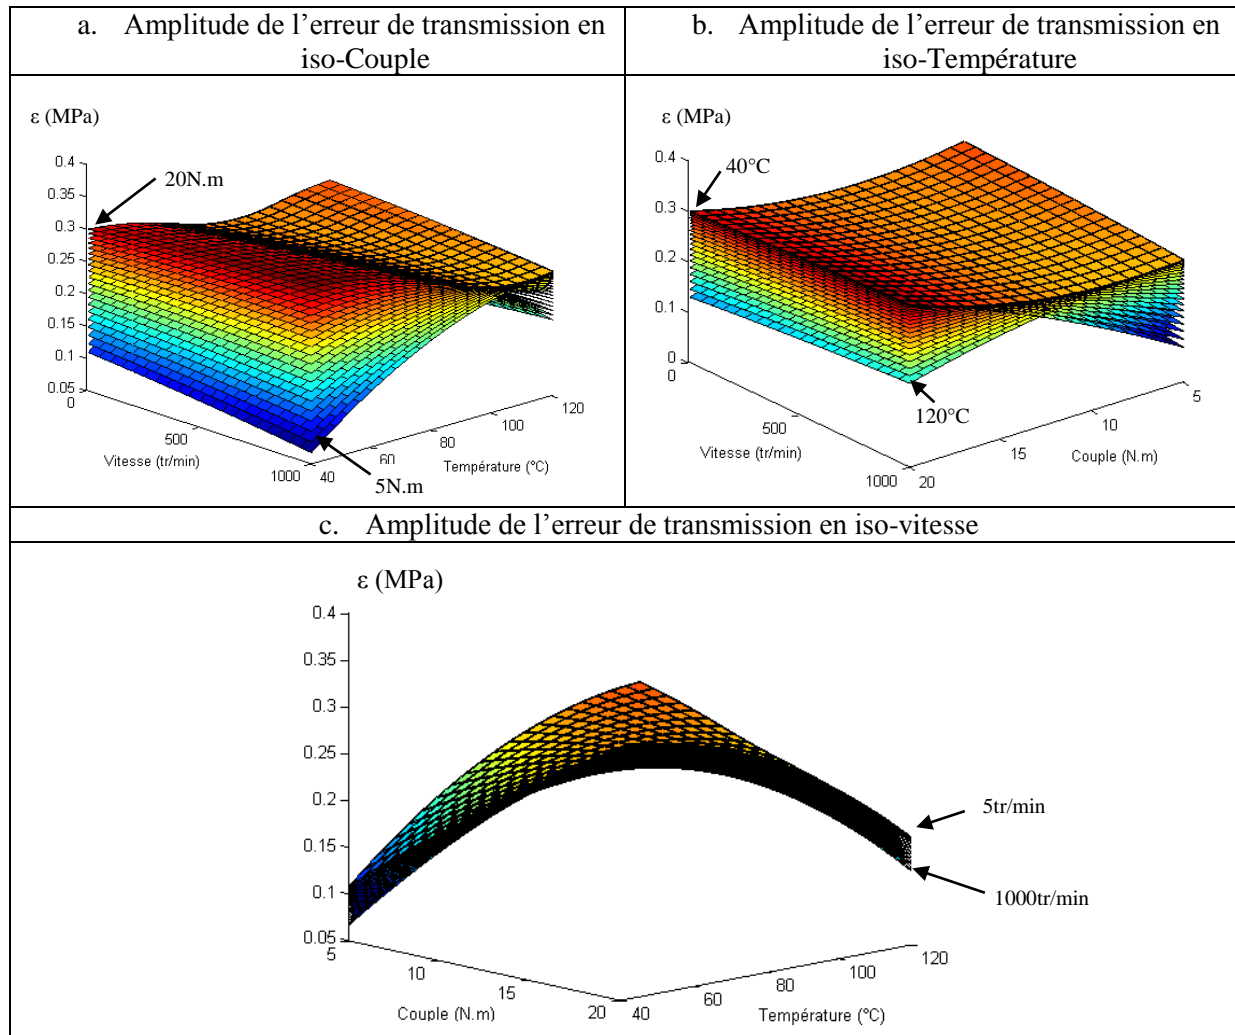 a. Amplitude de l’erreur de transmission en
iso-Couple
b. Amplitude de l’erreur de transmission en
iso-Température
ε (MPa)
0.4
0.35
0.3
0.25
0.2
0.15
0.1
0.05
0
500
1000
Vitesse (tr/min)
40
60
80
100
120
Température (°C)
20N.m
5N.m
ε (MPa)
0.4
0.3
0.2
0.1
0
0
500
1000
Vitesse (tr/min)
20
15
10
5
Couple (N.m)
40°C
120°C
c. Amplitude de l’erreur de transmission en iso-vitesse
ε (MPa)
0.4
0.35
0.3
0.25
0.2
0.15
0.1
0.05
5
10
15
20
Couple (N.m)
40
60
80
100
120
Température (°C)
5tr/min
1000tr/min